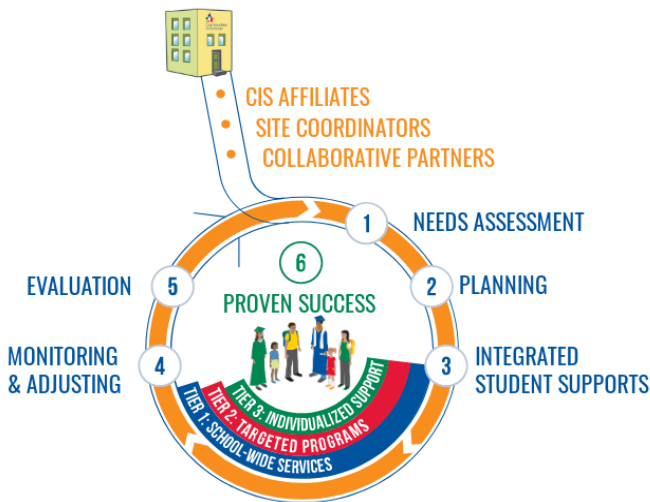 CIS AFFILIATES
SITE COORDINATORS
COLLABORATIVE PARTNERS
1
NEEDS ASSESSMENT
2
PLANNING
3
INTEGRATED
STUDENT SUPPORTS
4
MONITORING
& ADJUSTING
5
EVALUATION
6
PROVEN SUCCESS
TIER 3: INDIVIDUALIZED SUPPORT
TIER 2: TARGETED PROGRAMS
TIER 1: SCHOOL-WIDE SERVICES